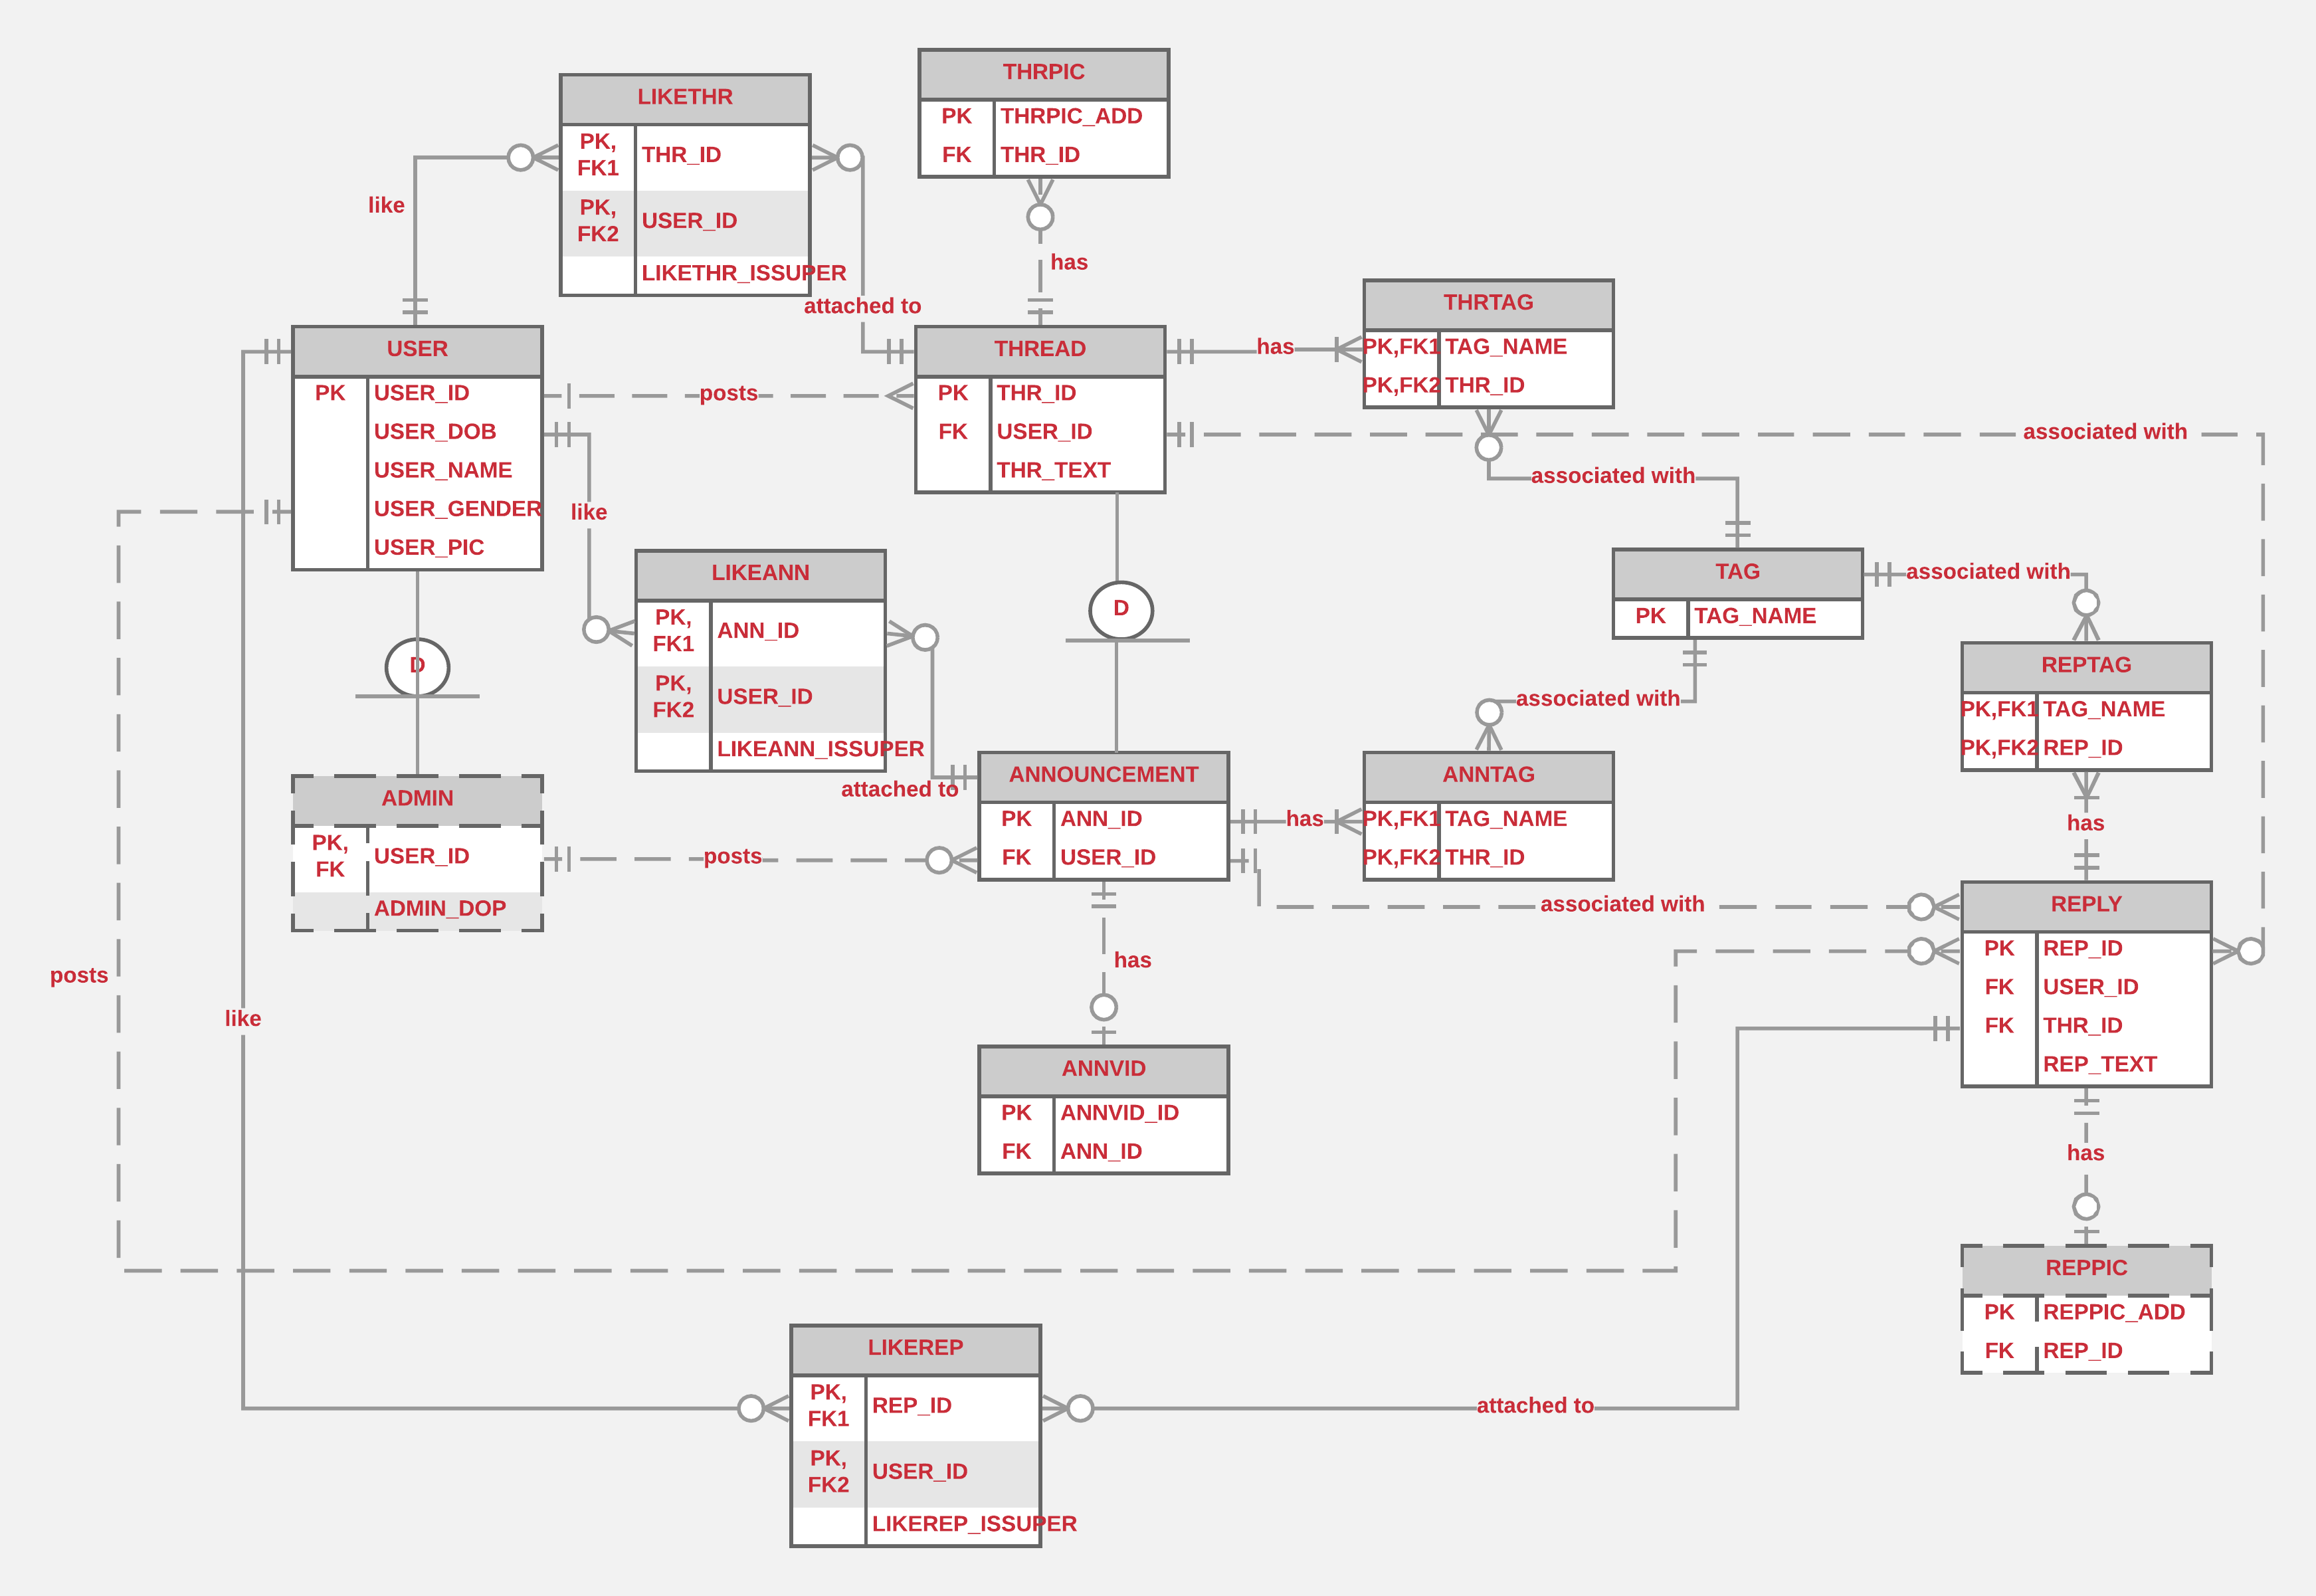 THRPIC
PK THRPIC_ADD
FK THR_ID
LIKETHR
PK,
FK1
THR_ID
PK,
FK2
USER_ID
LIKETHR_ISSUPER
like
attached to
has
USER
PK USER_ID
USER_DOB
USER_NAME
USER_GENDER
USER_PIC
posts
THREAD
PK THR_ID
FK USER_ID
THR_TEXT
has
THRTAG
PK,FK1 TAG_NAME
PK,FK2 THR_ID
associated with
associated with
like
LIKEANN
PK,
FK1
ANN_ID
PK,
FK2
USER_ID
LIKEANN_ISSUPER
attached to
D
D
TAG
PK TAG_NAME
associated with
associated with
REPTAG
PK,FK1 TAG_NAME
PK,FK2 REP_ID
has
ADMIN
PK,
FK
USER_ID
ADMIN_DOP
posts
ANNOUNCEMENT
PK ANN_ID
FK USER_ID
has
ANNTAG
PK,FK1 TAG_NAME
PK,FK2 THR_ID
associated with
REPLY
PK REP_ID
FK USER_ID
FK THR_ID
REP_TEXT
posts
like
has
ANNVID
PK ANNVID_ID
FK ANN_ID
has
REPPIC
PK REPPIC_ADD
FK REP_ID
LIKEREP
PK,
FK1
REP_ID
PK,
FK2
USER_ID
LIKEREP_ISSUPER
attached to